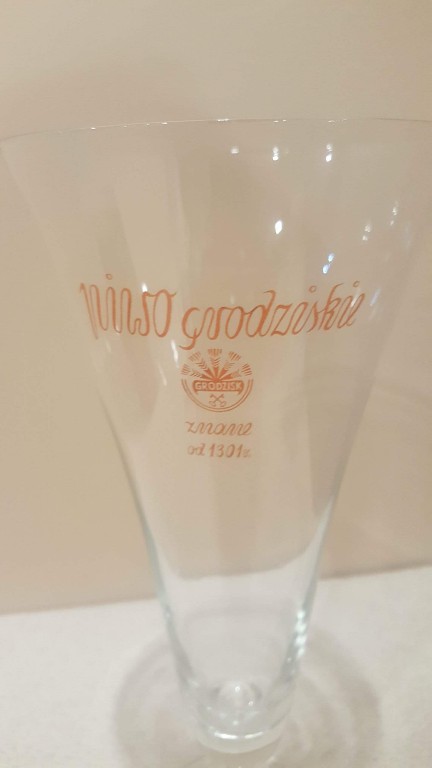 piwo grodziskie
GRODZISK
znane
od 1301 r.